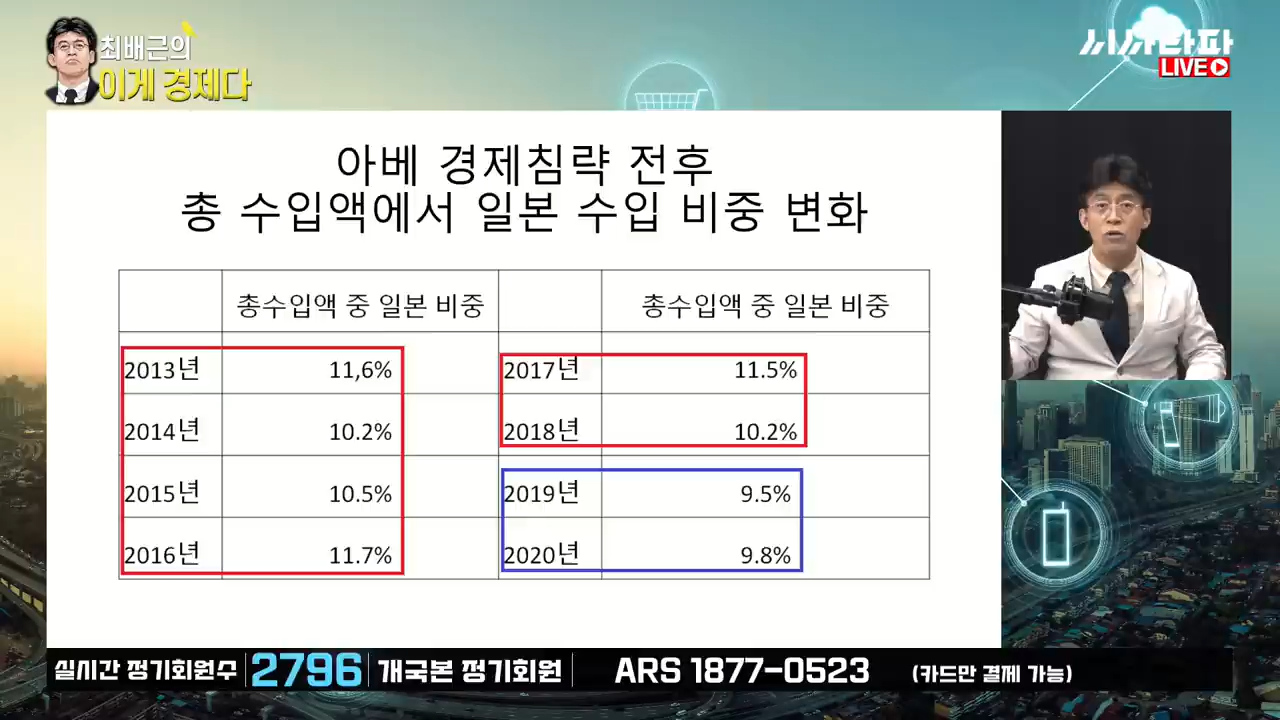 최배근의
이게 경제다
시사타파
LIVE
아베 경제침략 전후
총 수입액에서 일본 수입 비중 변화
총수입액 중 일본 비중 총수입액 중 일본 비중
2013년 11,6% 2017년 11.5%
2014년 10.2% 2018년 10.2%
2015년 10.5% 2019년 9.5%
2016년 11.7% 2020년 9.8%
실시간 정기회원수 2796 개국본 정기회원 ARS 1877-0523 (카드만 결제 가능)